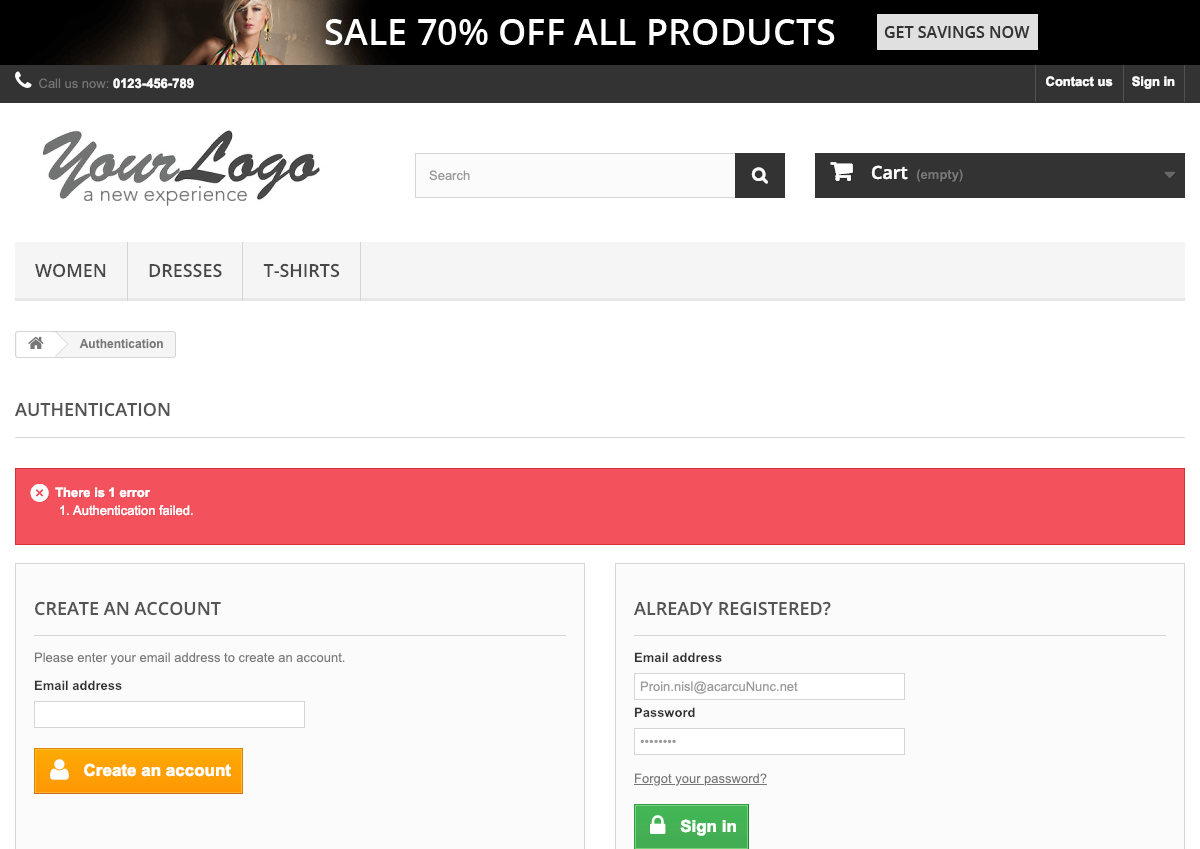 SALE 70% OFF ALL PRODUCTS GET SAVINGS NOW
Call us now: 0123-456-789 Contact us Sign in
YourLogo
a new experience
Search
Cart (empty)
WOMEN DRESSES T-SHIRTS
Authentication
AUTHENTICATION
There is 1 error
1. Authentication failed.
CREATE AN ACCOUNT
Please enter your email address to create an account.
Email address
Create an account
ALREADY REGISTERED?
Email address
Proin.nisl@acarcuNunc.net
Password
••••••••
Forgot your password?
Sign in